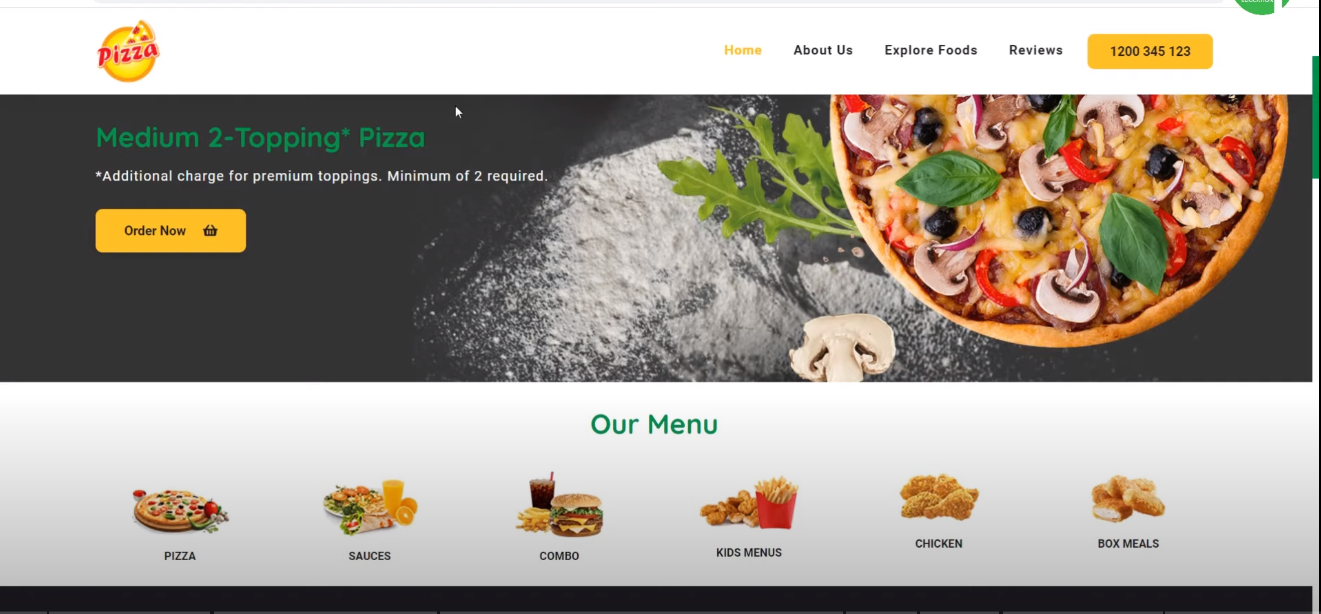 Pizza
Home About Us Explore Foods Reviews 1200 345 123
Medium 2-Topping* Pizza
*Additional charge for premium toppings. Minimum of 2 required.
Order Now
Our Menu
PIZZA SAUCES COMBO KIDS MENUS CHICKEN BOX MEALS